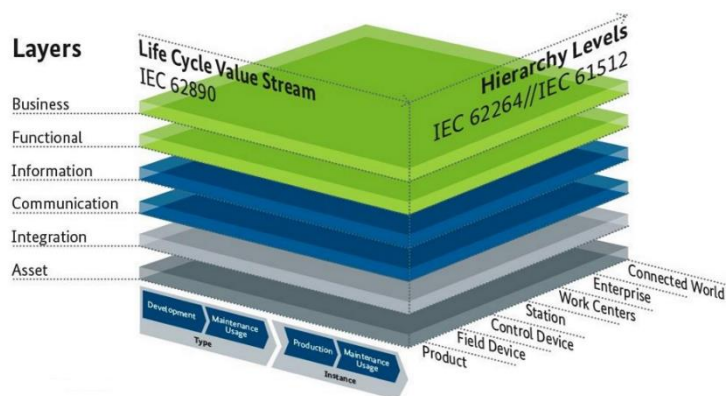 Layers
Life Cycle Value Stream
IEC 62890
Hierarchy Levels
IEC 62264//IEC 61512
Business
Functional
Information
Communication
Integration
Asset
Development
Maintenance
Usage
Type
Production
Maintenance
Usage
Instance
Connected World
Enterprise
Work Centers
Station
Control Device
Field Device
Product